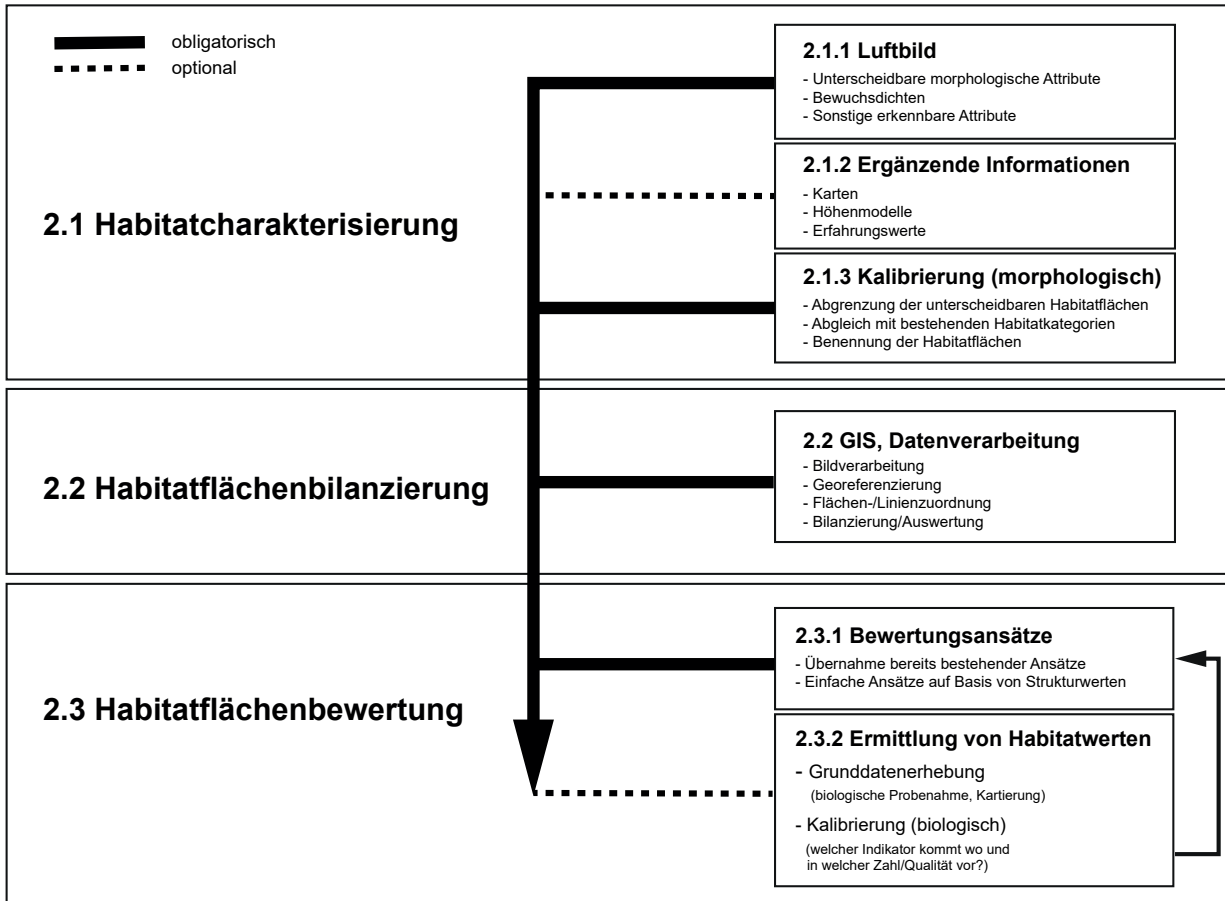 obligatorisch
optional
2.1 Habitatcharakterisierung
2.1.1 Luftbild
- Unterscheidbare morphologische Attribute
- Bewuchsdichten
- Sonstige erkennbare Attribute
2.1.2 Ergänzende Informationen
- Karten
- Höhenmodelle
- Erfahrungswerte
2.1.3 Kalibrierung (morphologisch)
- Abgrenzung der unterscheidbaren Habitatflächen
- Abgleich mit bestehenden Habitatkategorien
- Benennung der Habitatflächen
2.2 Habitatflächenbilanzierung
2.2 GIS, Datenverarbeitung
- Bildverarbeitung
- Georeferenzierung
- Flächen-/Linienzuordnung
- Bilanzierung/Auswertung
2.3 Habitatflächenbewertung
2.3.1 Bewertungsansätze
- Übernahme bereits bestehender Ansätze
- Einfache Ansätze auf Basis von Strukturwerten
2.3.2 Ermittlung von Habitatwerten
- Grunddatenerhebung
(biologische Probenahme, Kartierung)
- Kalibrierung (biologisch)
(welcher Indikator kommt wo und
in welcher Zahl/Qualität vor?)